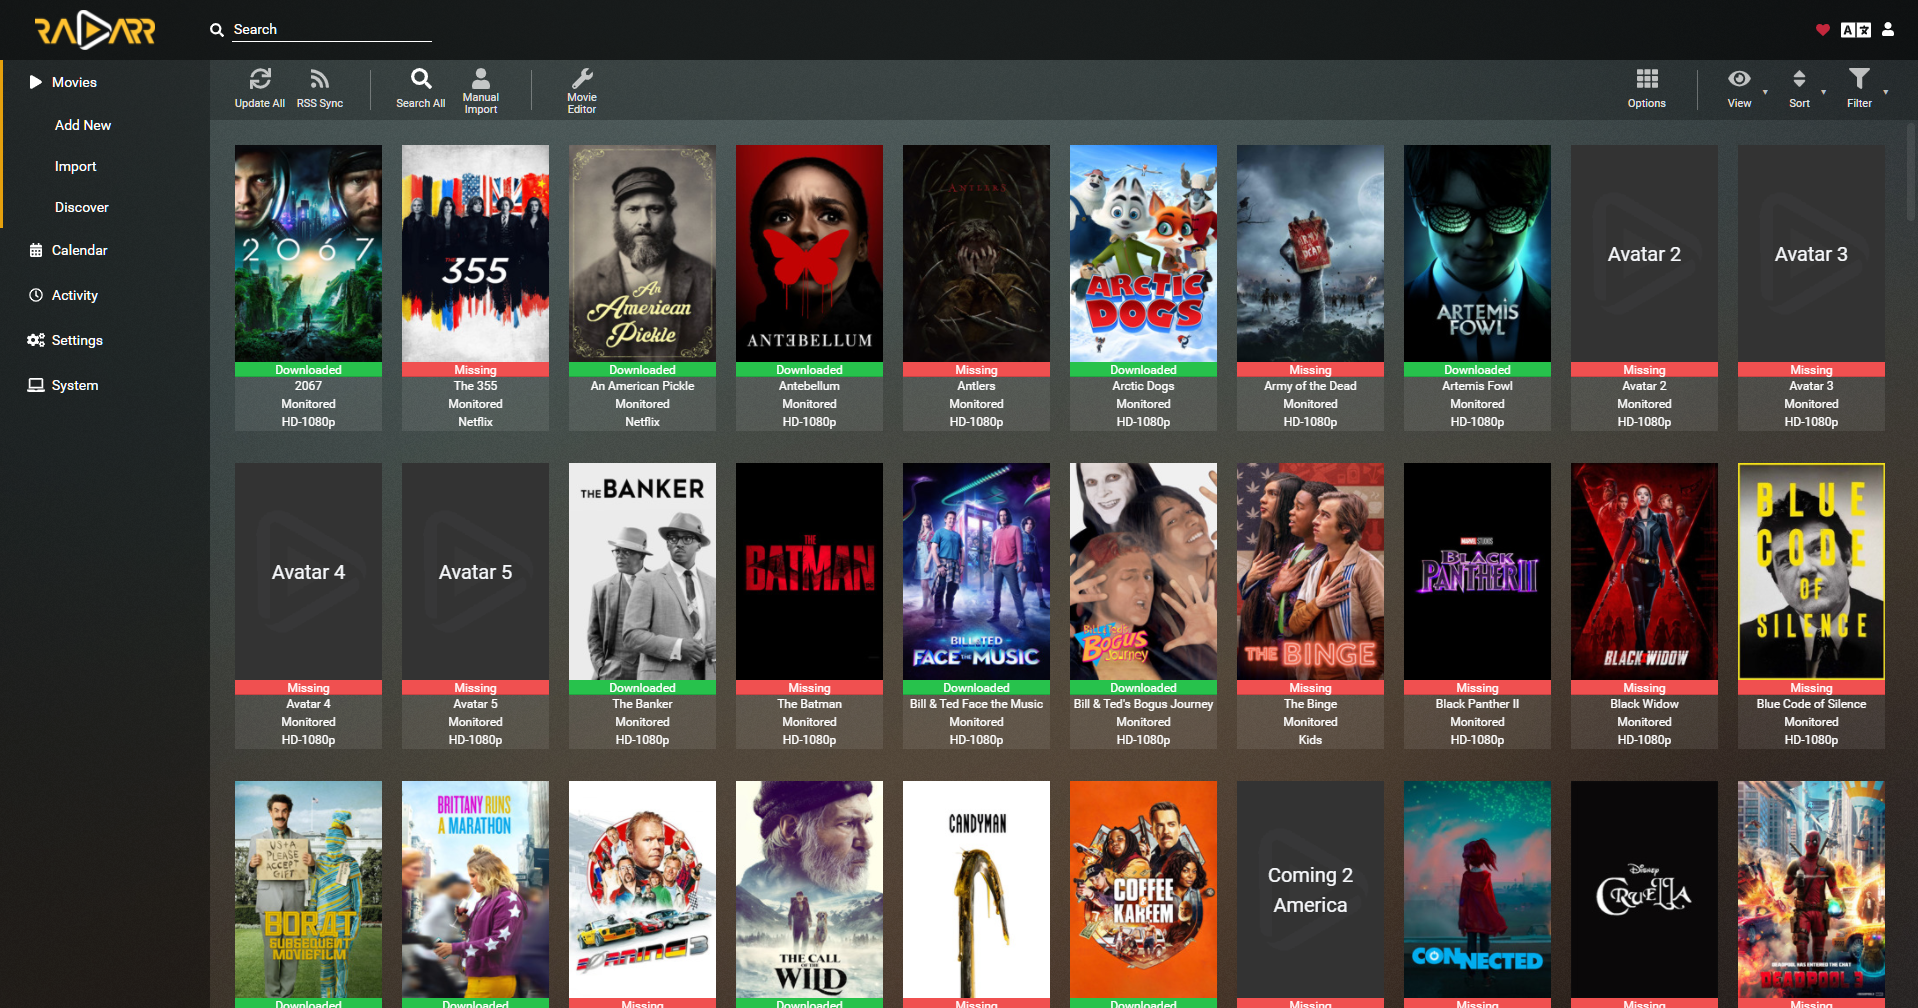 RADARR
Search
Movies
Add New
Import
Discover
Calendar
Activity
Settings
System
Update All
RSS Sync
Search All
Manual
Import
Movie
Editor
Options
View
Sort
Filter
2067
THE
355
An
American
Pickle
ANTEBELLUM
ANTLERS
ARCTIC
DOGS
ARMY
OF THE
DEAD
ARTEMIS
FOWL
Avatar 2
Avatar 3
Downloaded
2067
Monitored
HD-1080p
Missing
The 355
Monitored
Netflix
Downloaded
An American Pickle
Monitored
Netflix
Downloaded
Antebellum
Monitored
HD-1080p
Missing
Antlers
Monitored
HD-1080p
Downloaded
Arctic Dogs
Monitored
HD-1080p
Missing
Army of the Dead
Monitored
HD-1080p
Downloaded
Artemis Fowl
Monitored
HD-1080p
Missing
Avatar 2
Monitored
HD-1080p
Missing
Avatar 3
Monitored
HD-1080p
Avatar 4
Avatar 5
THE BANKER
THE
BATMAN
BILL & TED
FACE THE MUSIC
Bill & Ted's
Bogus
Journey
THE BINGE
MARVEL STUDIOS
BLACK
PANTHER II
BLACK WIDOW
BLUE
CODE
OF
SILENCE
Missing
Avatar 4
Monitored
HD-1080p
Missing
Avatar 5
Monitored
HD-1080p
Downloaded
The Banker
Monitored
HD-1080p
Missing
The Batman
Monitored
HD-1080p
Downloaded
Bill & Ted Face the Music
Monitored
HD-1080p
Downloaded
Bill & Ted's Bogus Journey
Monitored
HD-1080p
Missing
The Binge
Monitored
Kids
Missing
Black Panther II
Monitored
HD-1080p
Missing
Black Widow
Monitored
HD-1080p
Missing
Blue Code of Silence
Monitored
HD-1080p
US+A
PLEASE
ACCEPT
GIFT
BORAT
SUBSEQUENT
MOVIEFILM
BRITTANY RUNS
A MARATHON
BØRNING 3
THE CALL
OF THE
WILD
CANDYMAN
COFFEE
& KAREEM
Coming 2
America
CONNECTED
Disney
CRUELLA
DEADPOOL HAS ENTERED THE CHAT
DEADPOOL 3
Downloaded
Downloaded
Missing
Downloaded
Missing
Downloaded
Missing
Missing
Missing
Missing